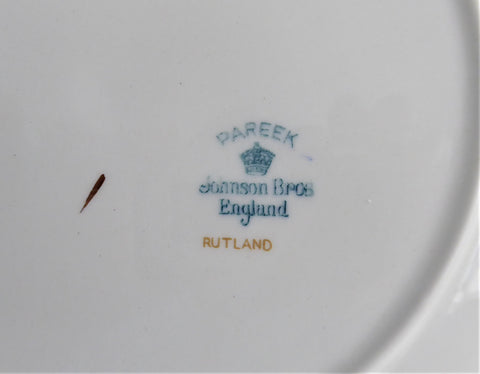 PAREEK
Johnson Bros
England
RUTLAND